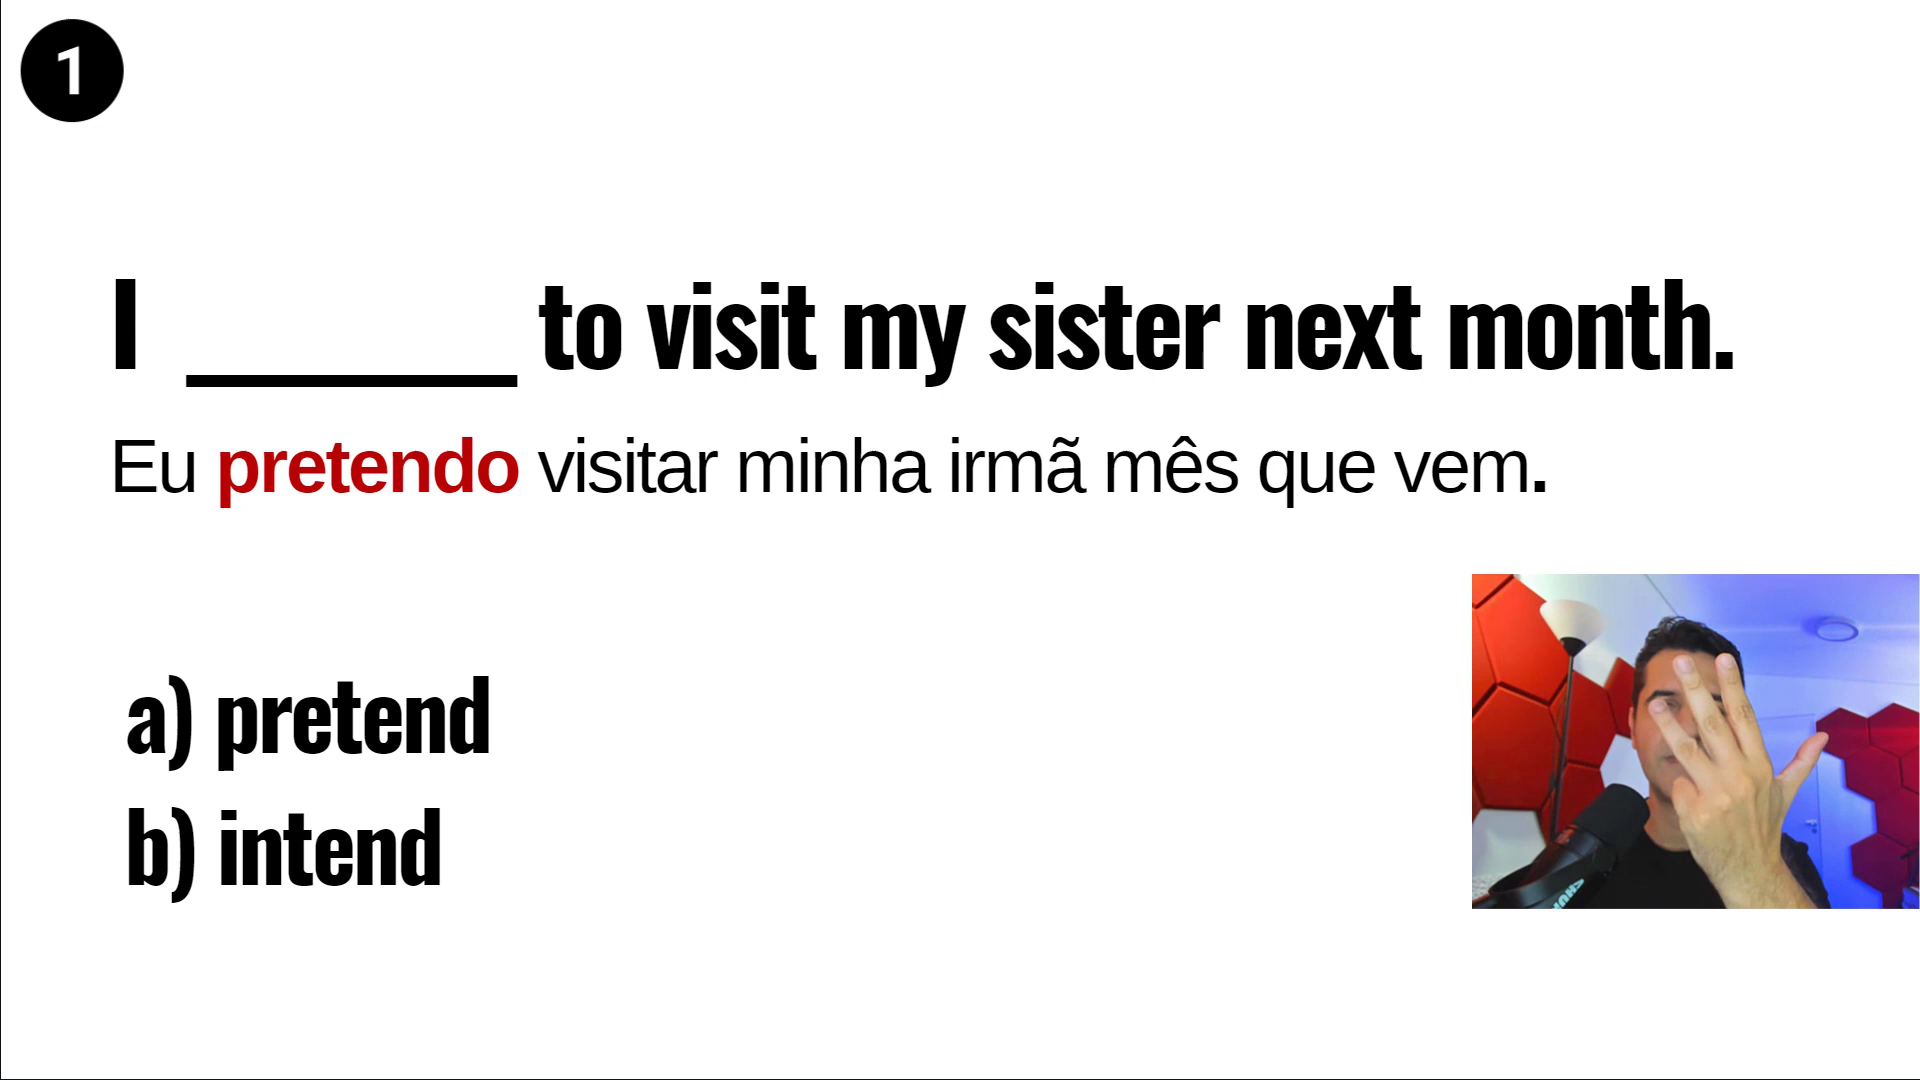 1
I ______ to visit my sister next month.
Eu pretendo visitar minha irmã mês que vem.
a) pretend
b) intend